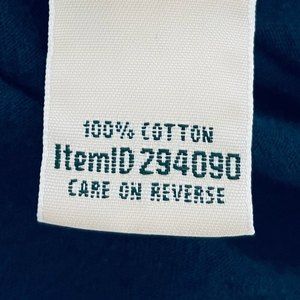 100% COTTON
ItemID 294090
CARE ON REVERSE